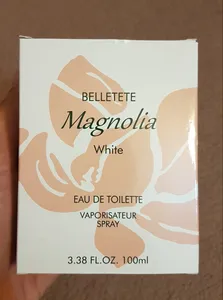 BELLETETE
Magnolia
White
EAU DE TOILETTE
VAPORISATEUR
SPRAY
3.38 FL.OZ. 100ml